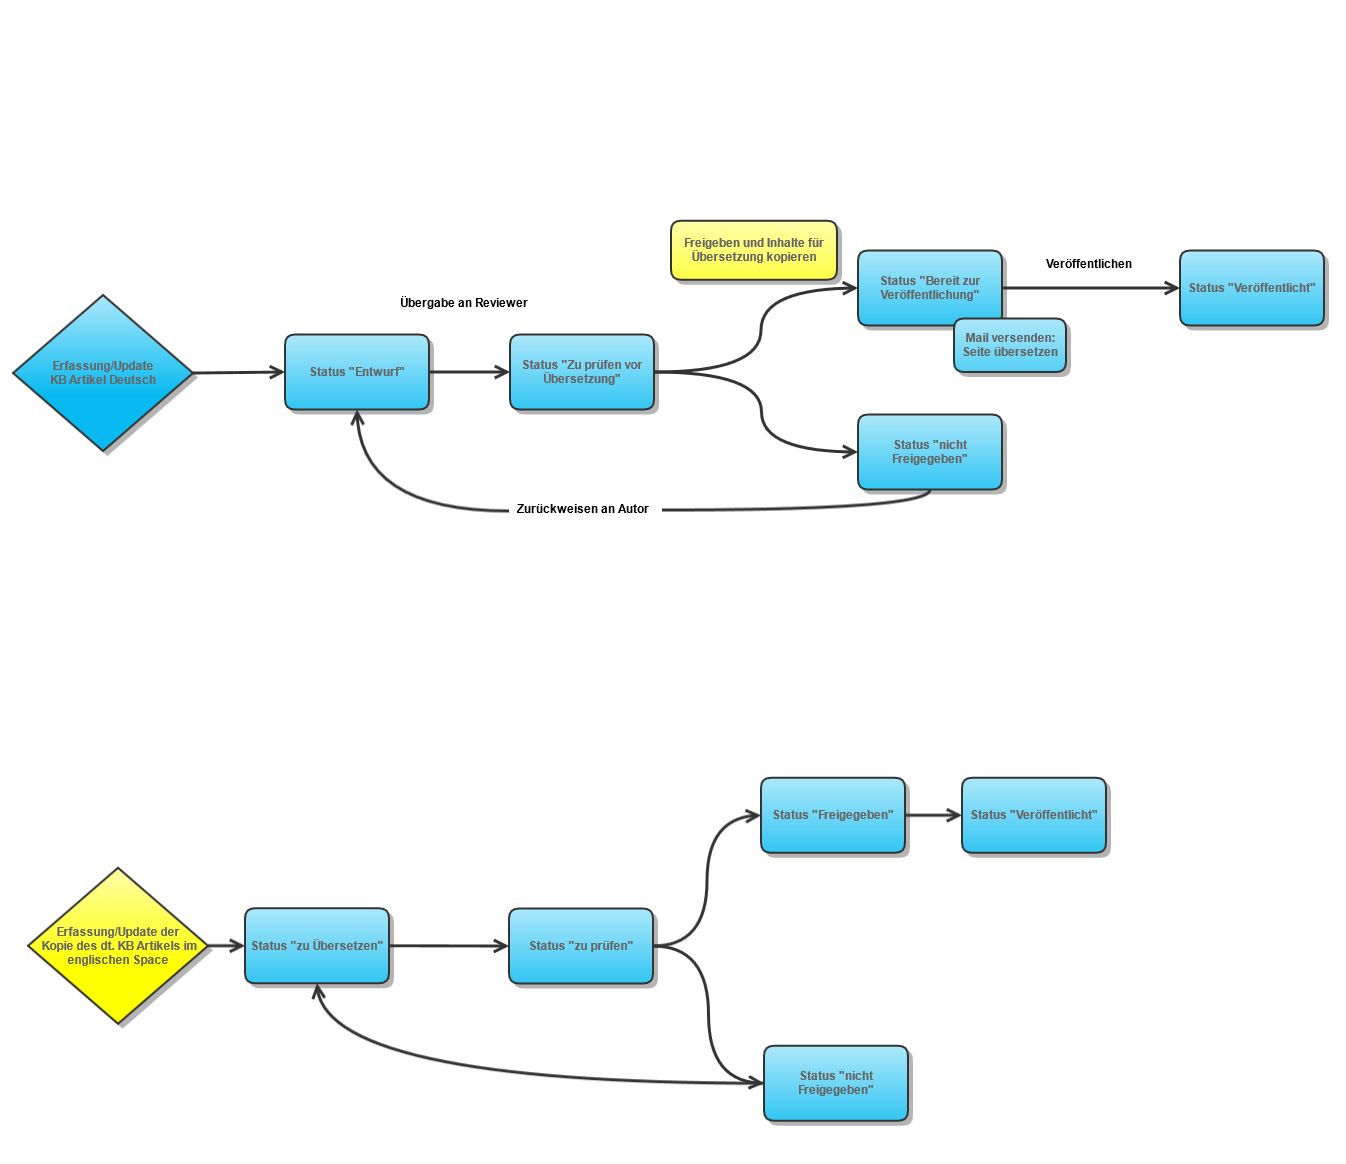 Freigeben und Inhalte für
Übersetzung kopieren
Status "Bereit zur
Veröffentlichung"
Veröffentlichen
Status "Veröffentlicht"
Mail versenden:
Seite übersetzen
Übergabe an Reviewer
Erfassung/Update
KB Artikel Deutsch
Status "Entwurf"
Status "Zu prüfen vor
Übersetzung"
Status "nicht
Freigegeben"
Zurückweisen an Autor
Status "Freigegeben"
Status "Veröffentlicht"
Erfassung/Update der
Kopie des dt. KB Artikels im
englischen Space
Status "zu Übersetzen"
Status "zu prüfen"
Status "nicht
Freigegeben"